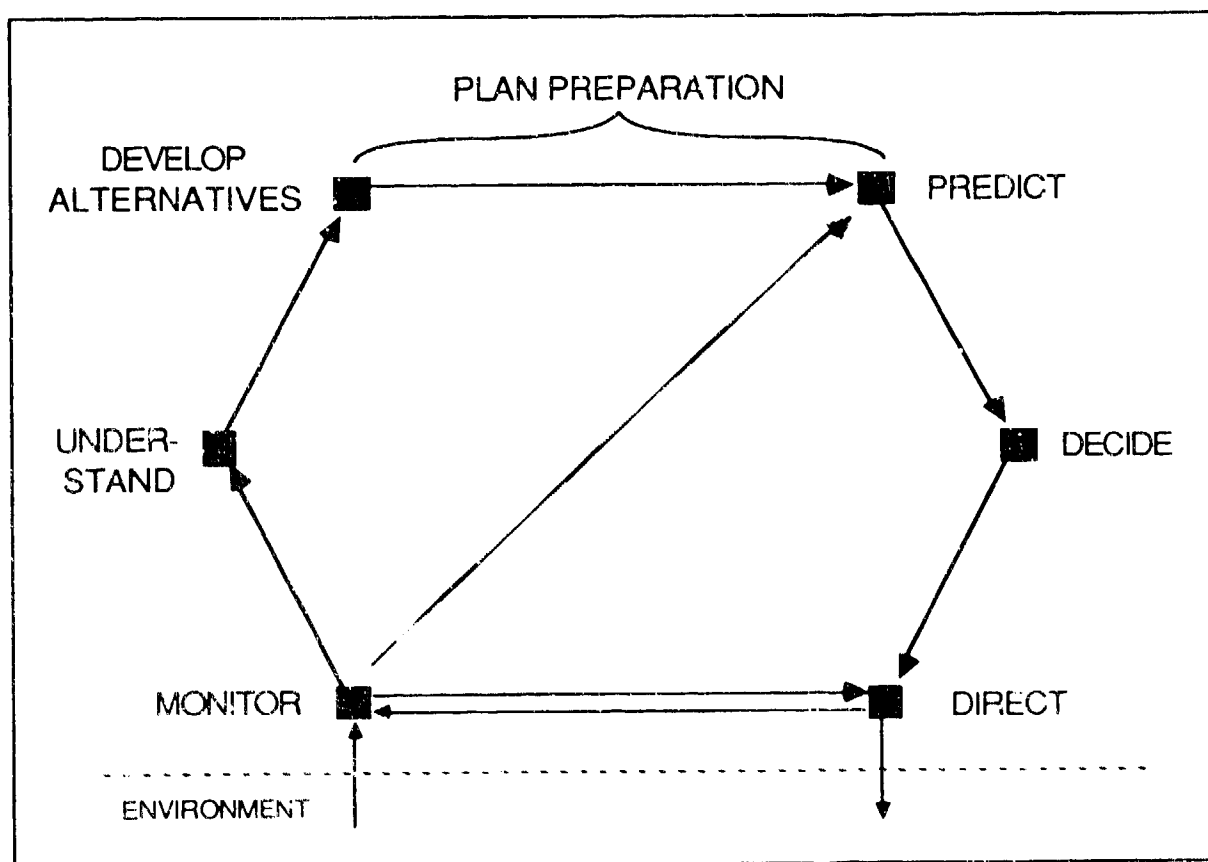 PLAN PREPARATION
DEVELOP
ALTERNATIVES
PREDICT
UNDER-
STAND
DECIDE
MONITOR
DIRECT
ENVIRONMENT